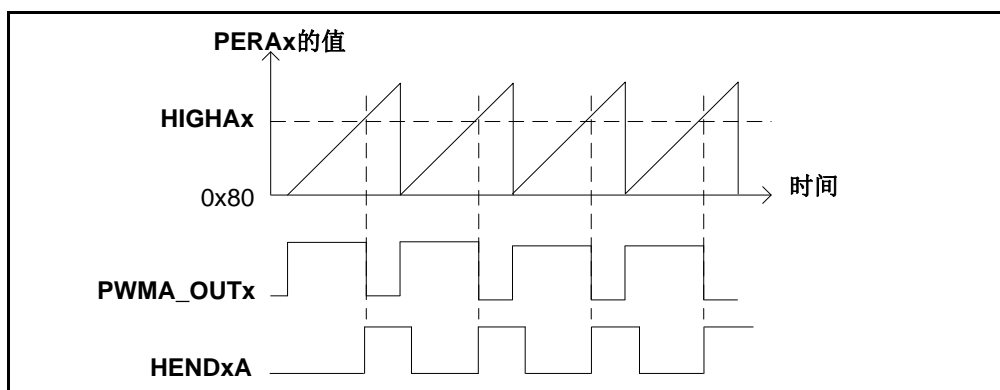 PERAx的值
HIGHAx
0x80
时间
PWMA_OUTx
HENDxA